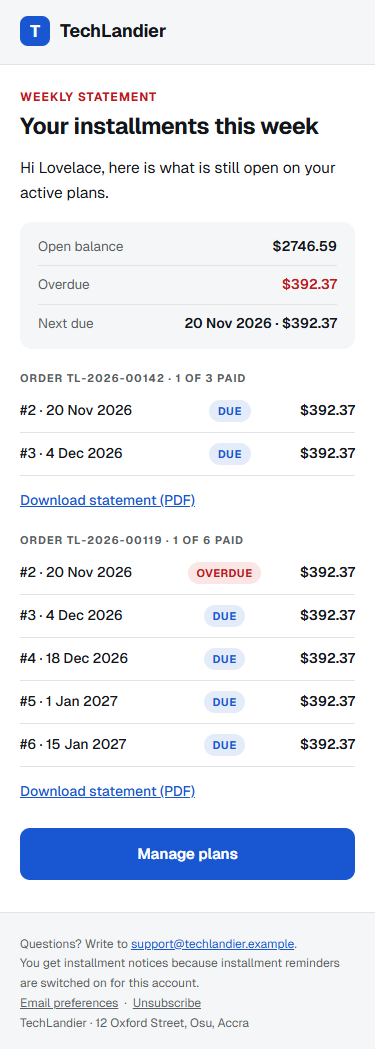 T TechLandier
WEEKLY STATEMENT
Your installments this week
Hi Lovelace, here is what is still open on your
active plans.
Open balance $2746.59
Overdue $392.37
Next due 20 Nov 2026 · $392.37
ORDER TL-2026-00142 · 1 OF 3 PAID
#2 · 20 Nov 2026 DUE $392.37
#3 · 4 Dec 2026 DUE $392.37
Download statement (PDF)
ORDER TL-2026-00119 · 1 OF 6 PAID
#2 · 20 Nov 2026 OVERDUE $392.37
#3 · 4 Dec 2026 DUE $392.37
#4 · 18 Dec 2026 DUE $392.37
#5 · 1 Jan 2027 DUE $392.37
#6 · 15 Jan 2027 DUE $392.37
Download statement (PDF)
Manage plans
Questions? Write to support@techlandier.example.
You get installment notices because installment reminders
are switched on for this account.
Email preferences · Unsubscribe
TechLandier · 12 Oxford Street, Osu, Accra